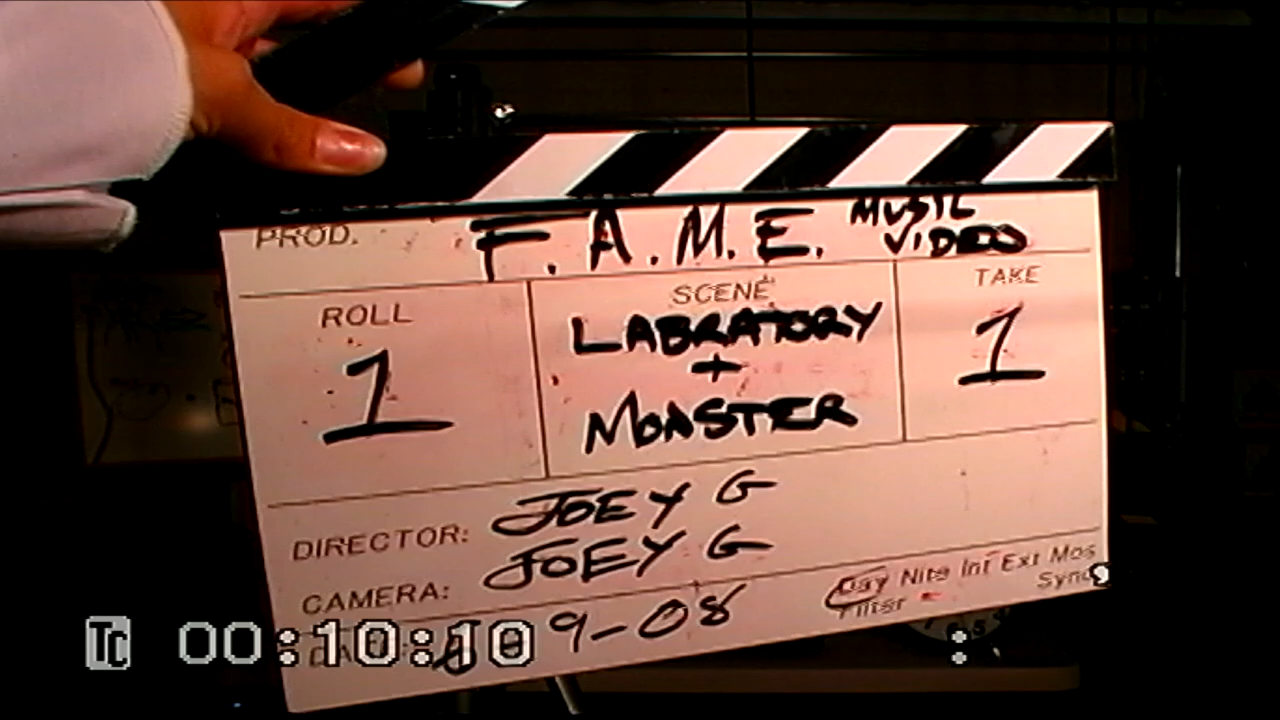 PROD. F.A.M.E. MUSIC VIDEO
ROLL SCENE TAKE
1 LABRATORY + MONSTER 1
DIRECTOR: JOEY G
CAMERA: JOEY G
Day Nite Int Ext Mos
Filter Sync
9-08
TC 00:10:10 :